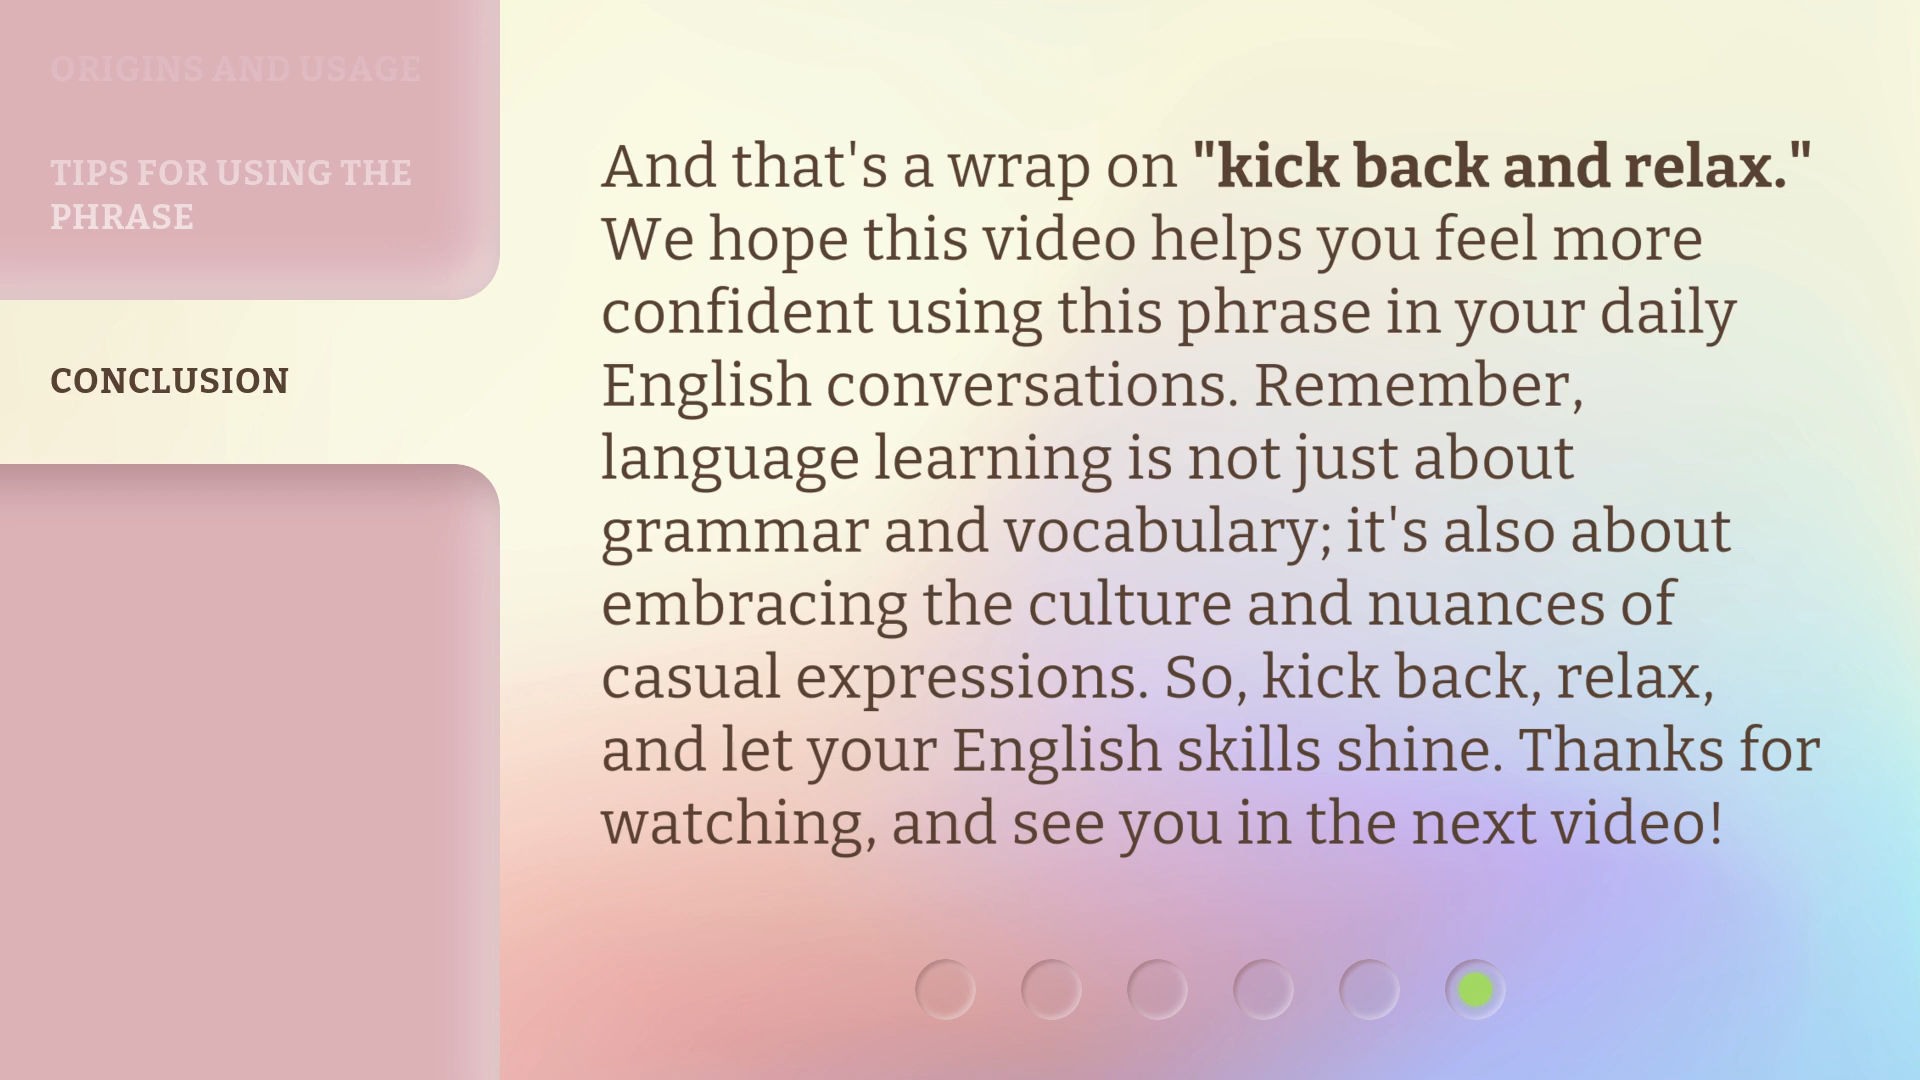 ORIGINS AND USAGE
TIPS FOR USING THE
PHRASE
CONCLUSION
And that's a wrap on "kick back and relax."
We hope this video helps you feel more
confident using this phrase in your daily
English conversations. Remember,
language learning is not just about
grammar and vocabulary; it's also about
embracing the culture and nuances of
casual expressions. So, kick back, relax,
and let your English skills shine. Thanks for
watching, and see you in the next video!